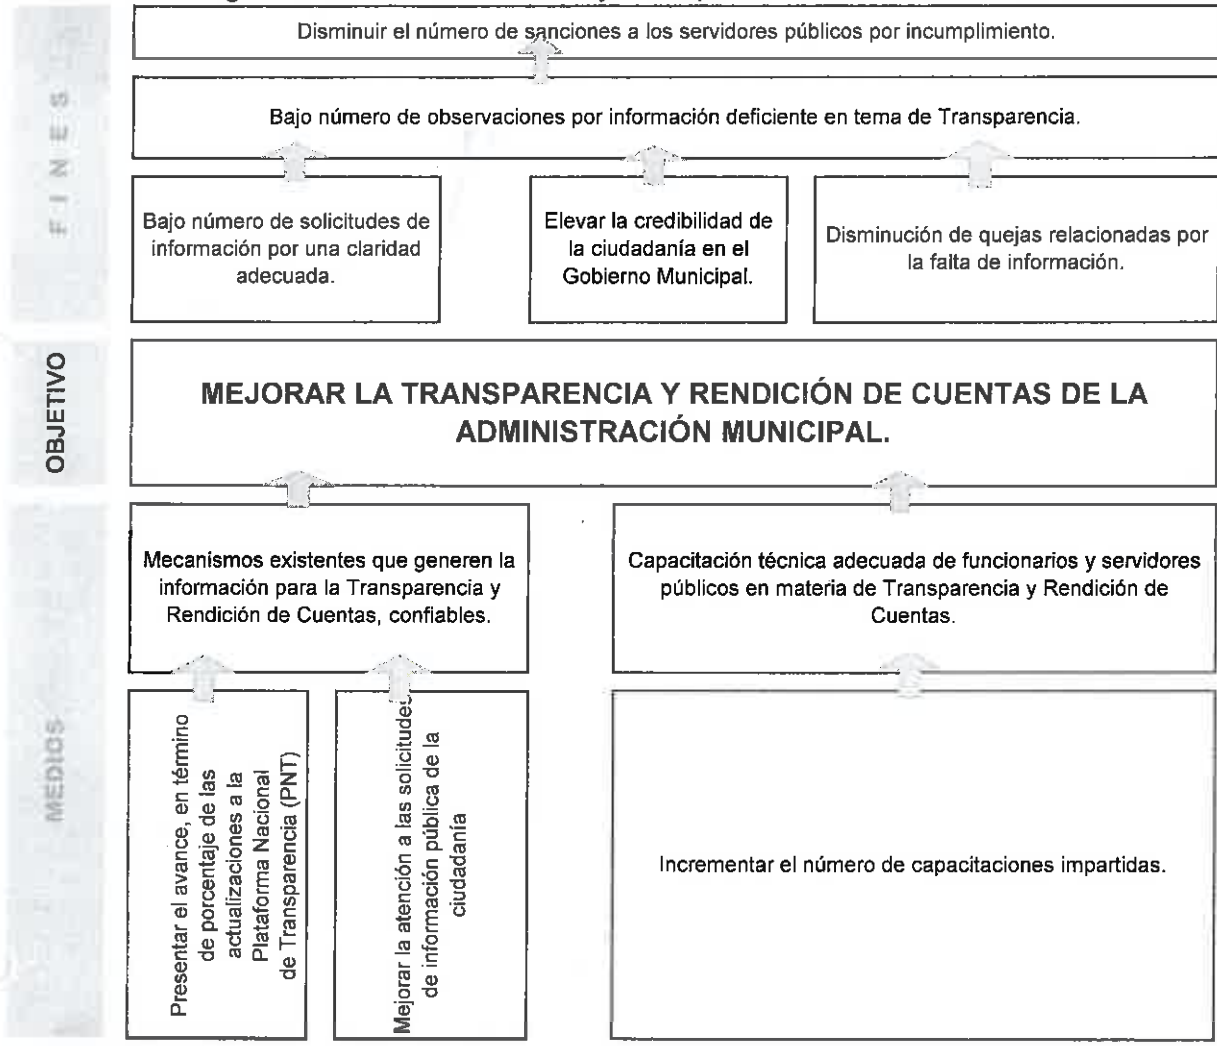 Disminuir el número de sanciones a los servidores públicos por incumplimiento.
FINES
Bajo número de observaciones por información deficiente en tema de Transparencia.
Bajo número de solicitudes de
información por una claridad
adecuada.
Elevar la credibilidad de
la ciudadanía en el
Gobierno Municipal.
Disminución de quejas relacionadas por
la falta de información.
OBJETIVO
MEJORAR LA TRANSPARENCIA Y RENDICIÓN DE CUENTAS DE LA
ADMINISTRACIÓN MUNICIPAL.
MEDIOS
Mecanismos existentes que generen la
información para la Transparencia y
Rendición de Cuentas, confiables.
Capacitación técnica adecuada de funcionarios y servidores
públicos en materia de Transparencia y Rendición de
Cuentas.
Presentar el avance, en término
de porcentaje de las
actualizaciones a la
Plataforma Nacional
de Transparencia (PNT)
Mejorar la atención a las solicitudes
de información pública de la
ciudadanía
Incrementar el número de capacitaciones impartidas.